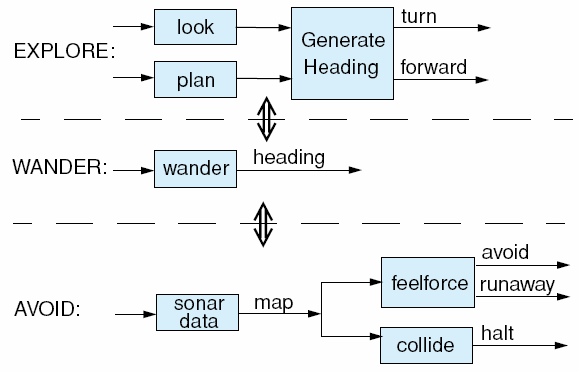 EXPLORE:
look
plan
Generate
Heading
turn
forward
WANDER:
wander
heading
AVOID:
sonar
data
map
feelforce
avoid
runaway
collide
halt